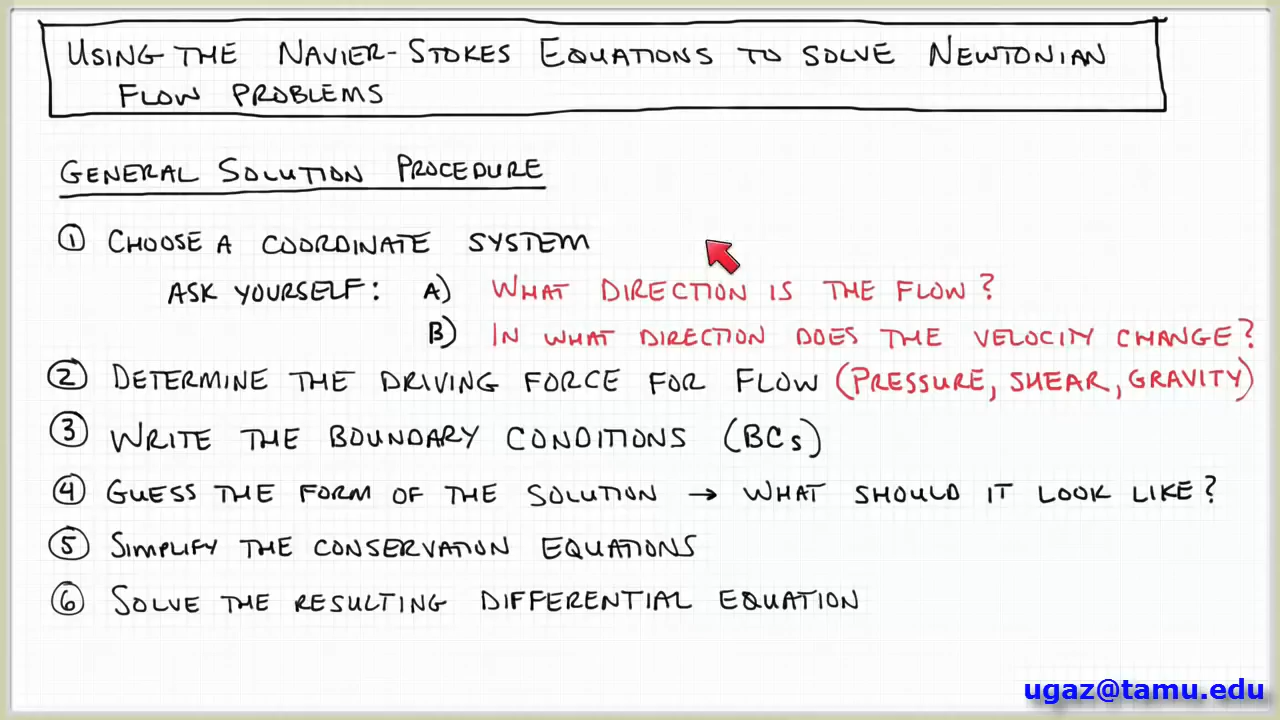 USING THE NAVIER-STOKES EQUATIONS TO SOLVE NEWTONIAN
FLOW PROBLEMS
GENERAL SOLUTION PROCEDURE
① CHOOSE A COORDINATE SYSTEM
ASK YOURSELF: A) WHAT DIRECTION IS THE FLOW?
B) IN WHAT DIRECTION DOES THE VELOCITY CHANGE?
② DETERMINE THE DRIVING FORCE FOR FLOW (PRESSURE, SHEAR, GRAVITY)
③ WRITE THE BOUNDARY CONDITIONS (BCs)
④ GUESS THE FORM OF THE SOLUTION → WHAT SHOULD IT LOOK LIKE?
⑤ SIMPLIFY THE CONSERVATION EQUATIONS
⑥ SOLVE THE RESULTING DIFFERENTIAL EQUATION
ugaz@tamu.edu